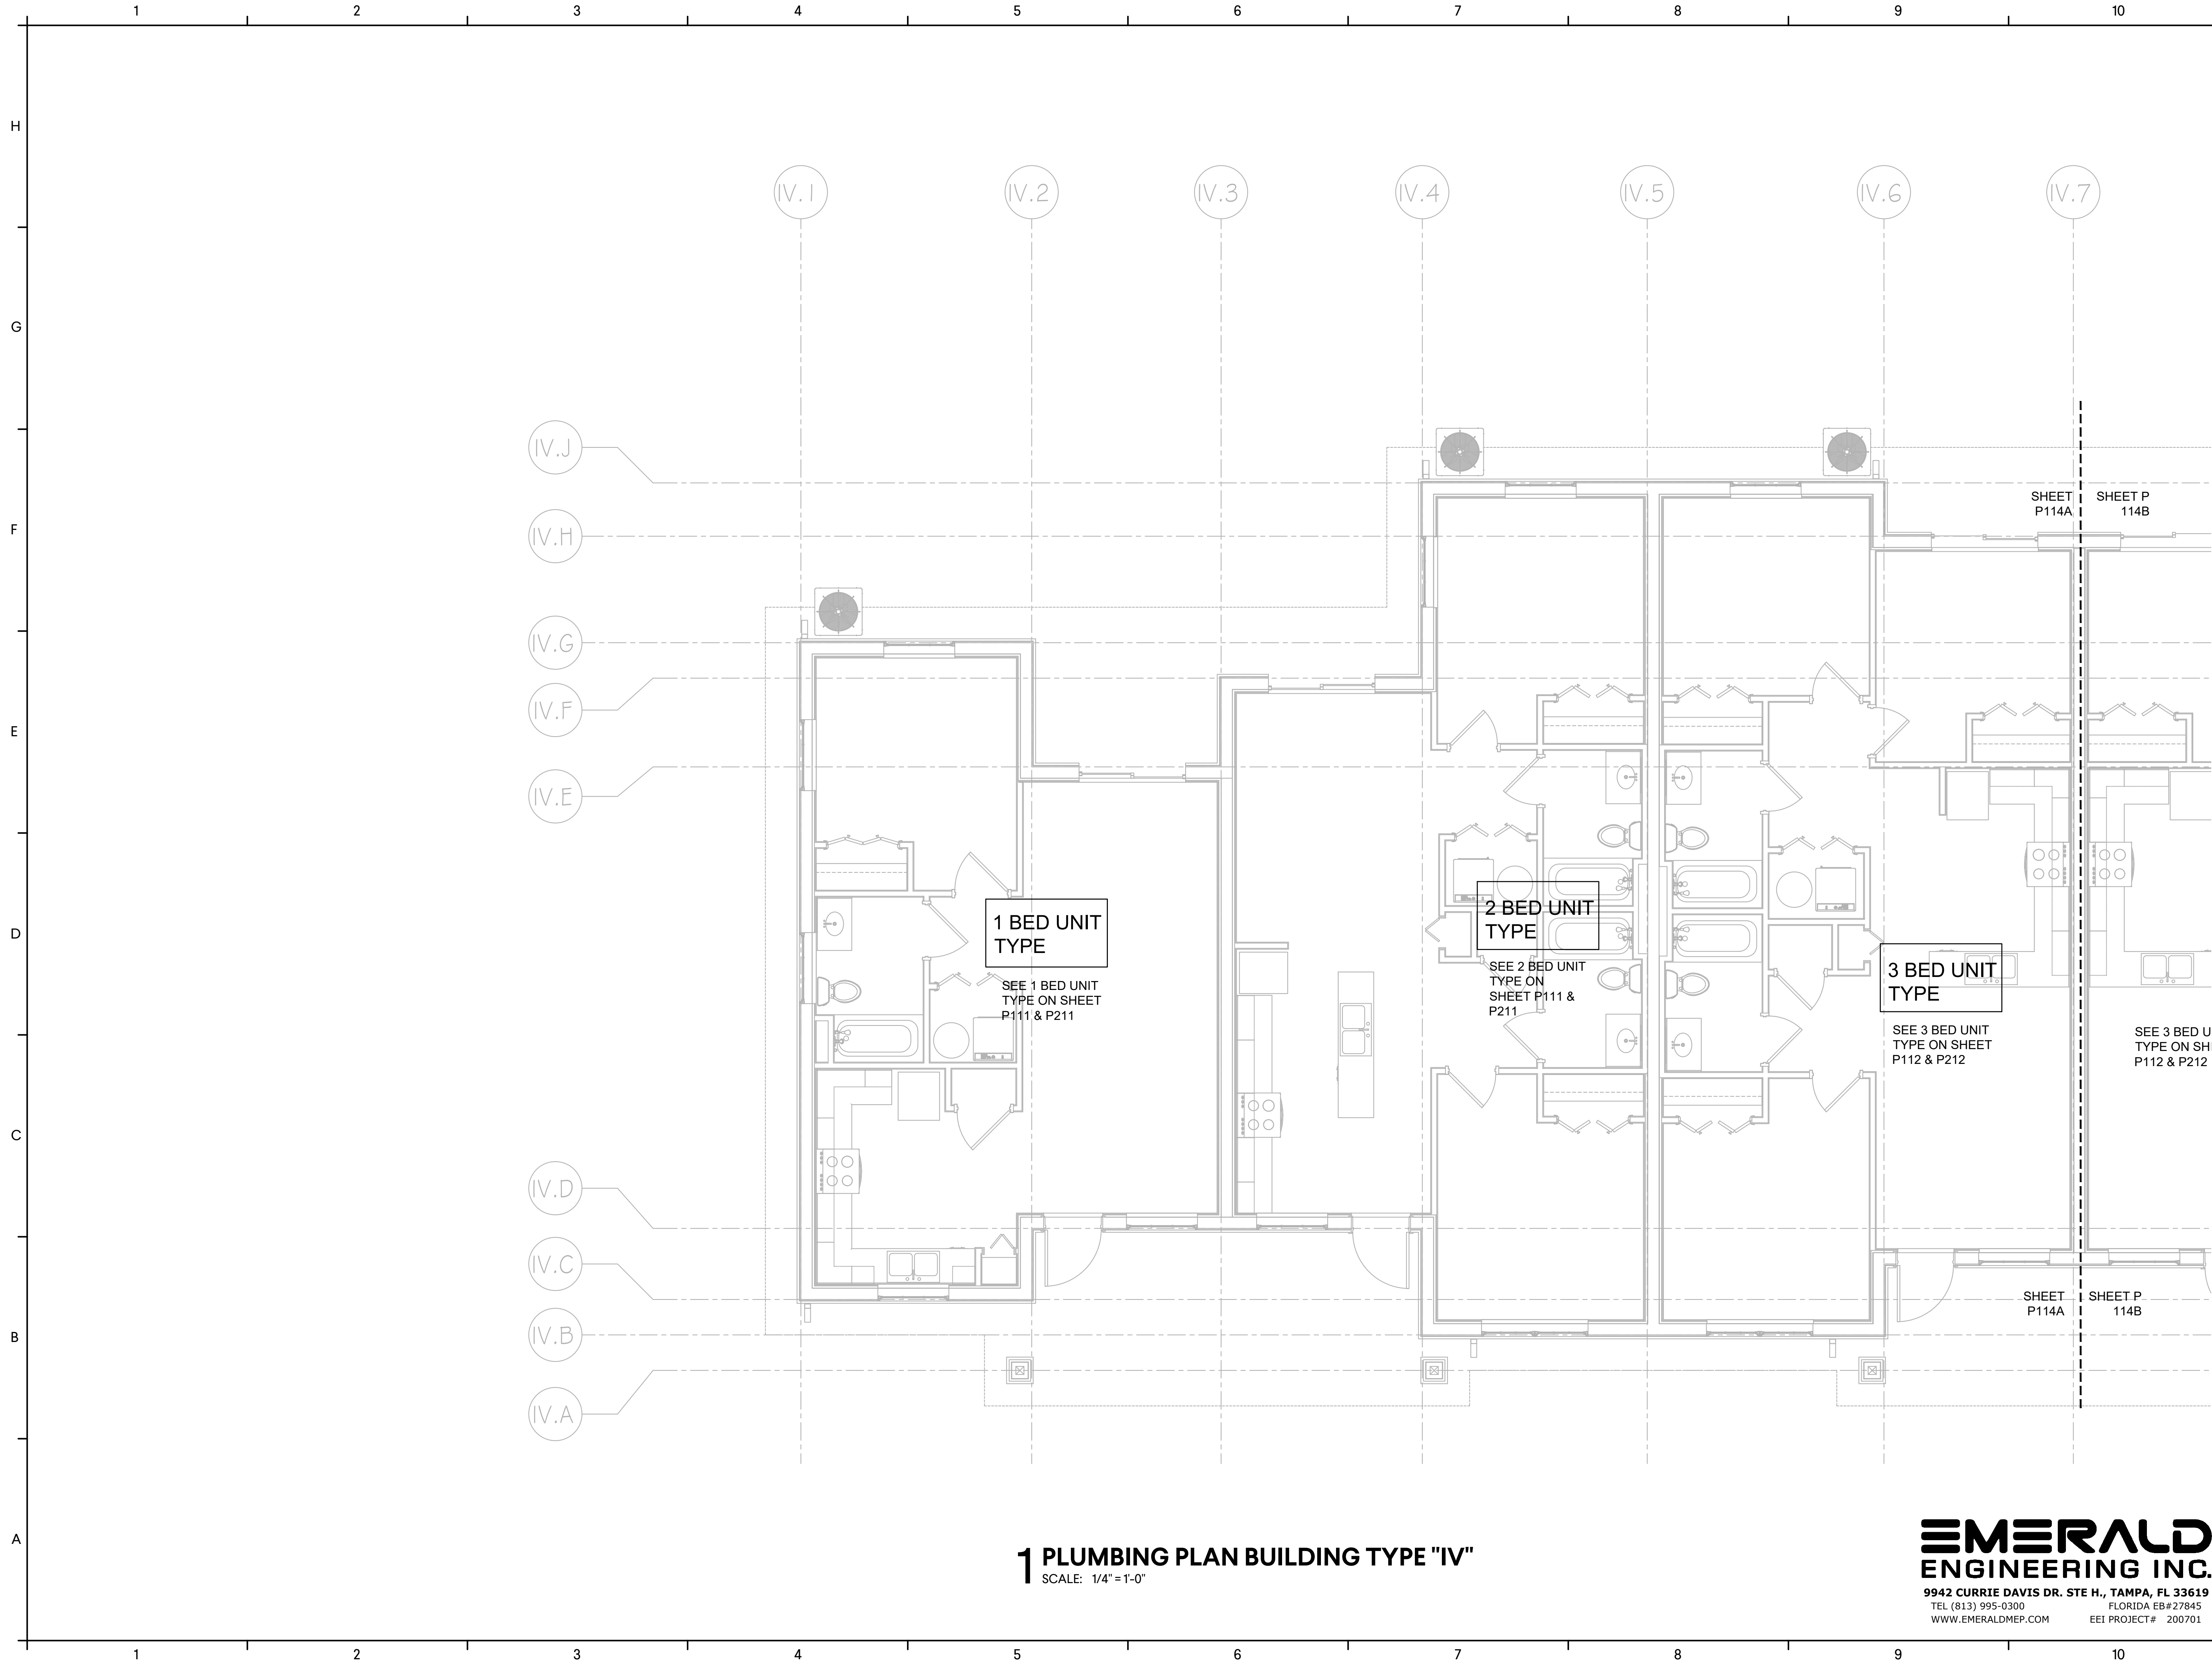 1 2 3 4 5 6 7 8 9 10
H
G
F
E
D
C
B
A
IV.1 IV.2 IV.3 IV.4 IV.5 IV.6 IV.7
IV.J
IV.H
IV.G
IV.F
IV.E
IV.D
IV.C
IV.B
IV.A
SHEET
P114A
SHEET P
114B
1 BED UNIT
TYPE
SEE 1 BED UNIT
TYPE ON SHEET
P111 & P211
2 BED UNIT
TYPE
SEE 2 BED UNIT
TYPE ON
SHEET P111 &
P211
3 BED UNIT
TYPE
SEE 3 BED UNIT
TYPE ON SHEET
P112 & P212
SEE 3 BED U
TYPE ON SH
P112 & P212
SHEET
P114A
SHEET P
114B
1 PLUMBING PLAN BUILDING TYPE "IV"
SCALE: 1/4" = 1'-0"
EMERALD
ENGINEERING INC.
9942 CURRIE DAVIS DR. STE H., TAMPA, FL 33619
TEL (813) 995-0300 FLORIDA EB#27845
WWW.EMERALDMEP.COM EEI PROJECT# 200701
1 2 3 4 5 6 7 8 9 10